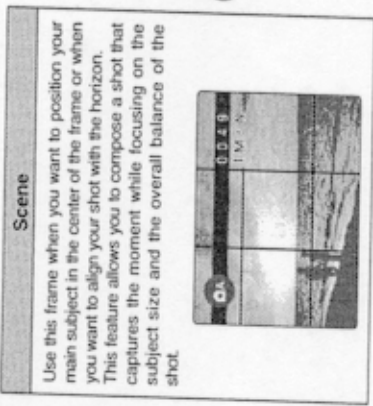 Scene
Use this frame when you want to position your
main subject in the center of the frame or when
you want to align your shot with the horizon.
This feature allows you to compose a shot that
captures the moment while focusing on the
subject size and the overall balance of the
shot.
0049